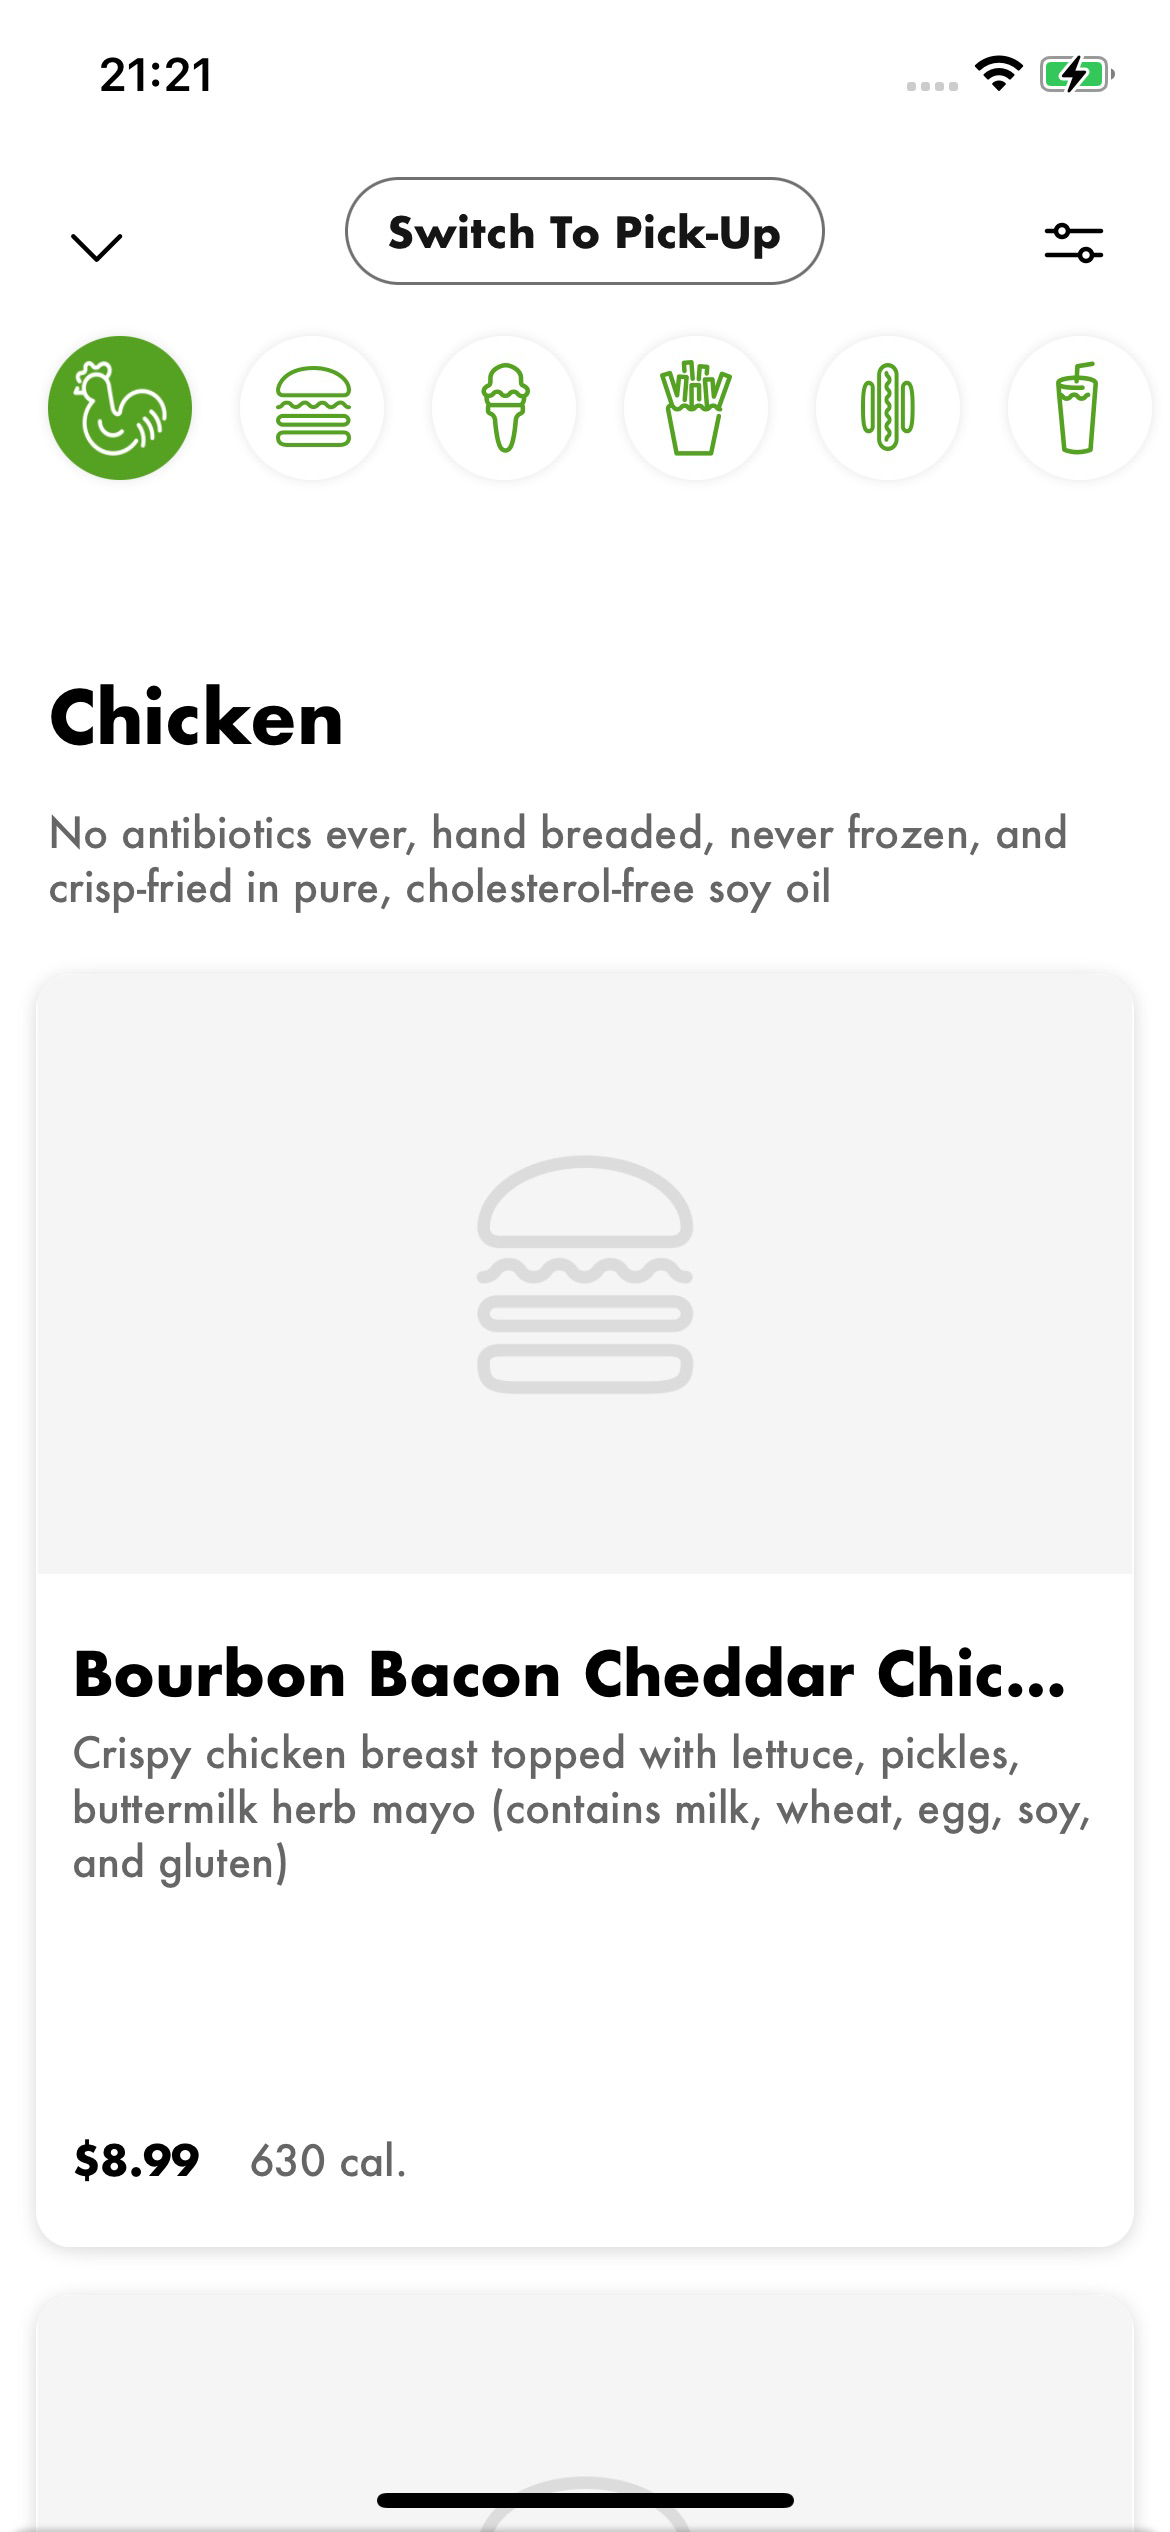 21:21
Switch To Pick-Up
Chicken
No antibiotics ever, hand breaded, never frozen, and
crisp-fried in pure, cholesterol-free soy oil
Bourbon Bacon Cheddar Chic...
Crispy chicken breast topped with lettuce, pickles,
buttermilk herb mayo (contains milk, wheat, egg, soy,
and gluten)
$8.99 630 cal.